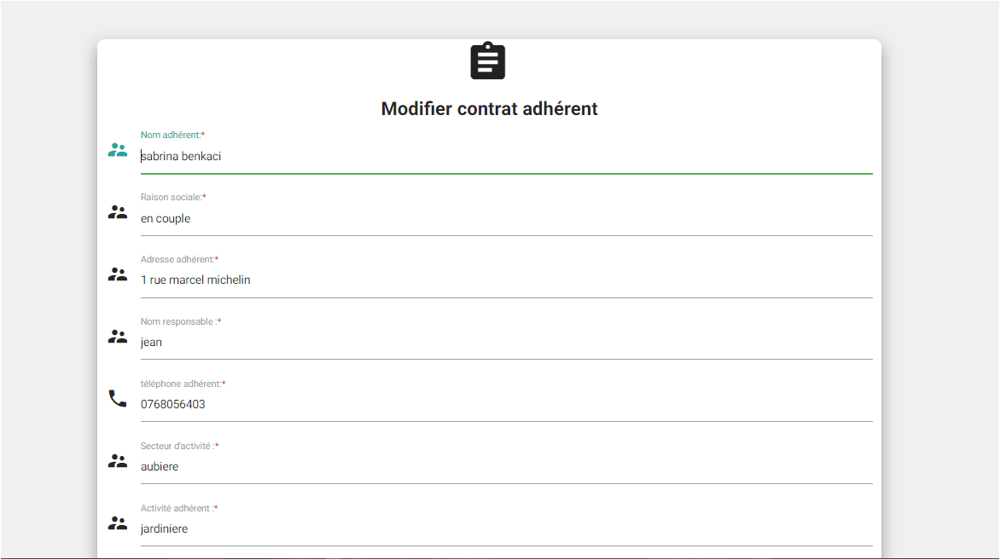 Modifier contrat adhérent
Nom adhérent:*
sabrina benkaci
Raison sociale:*
en couple
Adresse adhérent:*
1 rue marcel michelin
Nom responsable :*
jean
téléphone adhérent:*
0768056403
Secteur d'activité :*
aubiere
Activité adhérent :*
jardiniere